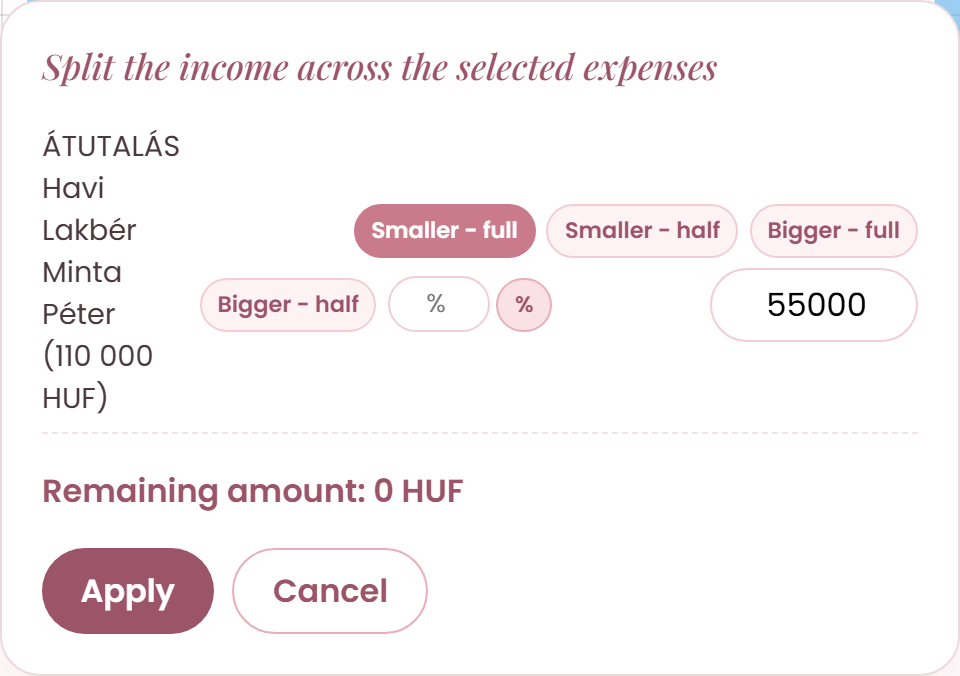 Split the income across the selected expenses
ÁTUTALÁS
Havi
Lakbér
Minta
Péter
(110 000
HUF)
Smaller - full
Smaller - half
Bigger - full
Bigger - half
%
%
55000
Remaining amount: 0 HUF
Apply
Cancel